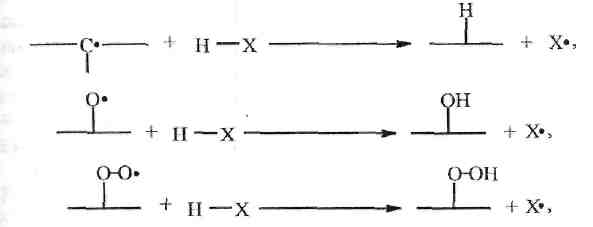 H
C• + H—X → + X•,
O• OH
+ H—X → + X•,
O-O• O-OH
+ H—X → + X•,